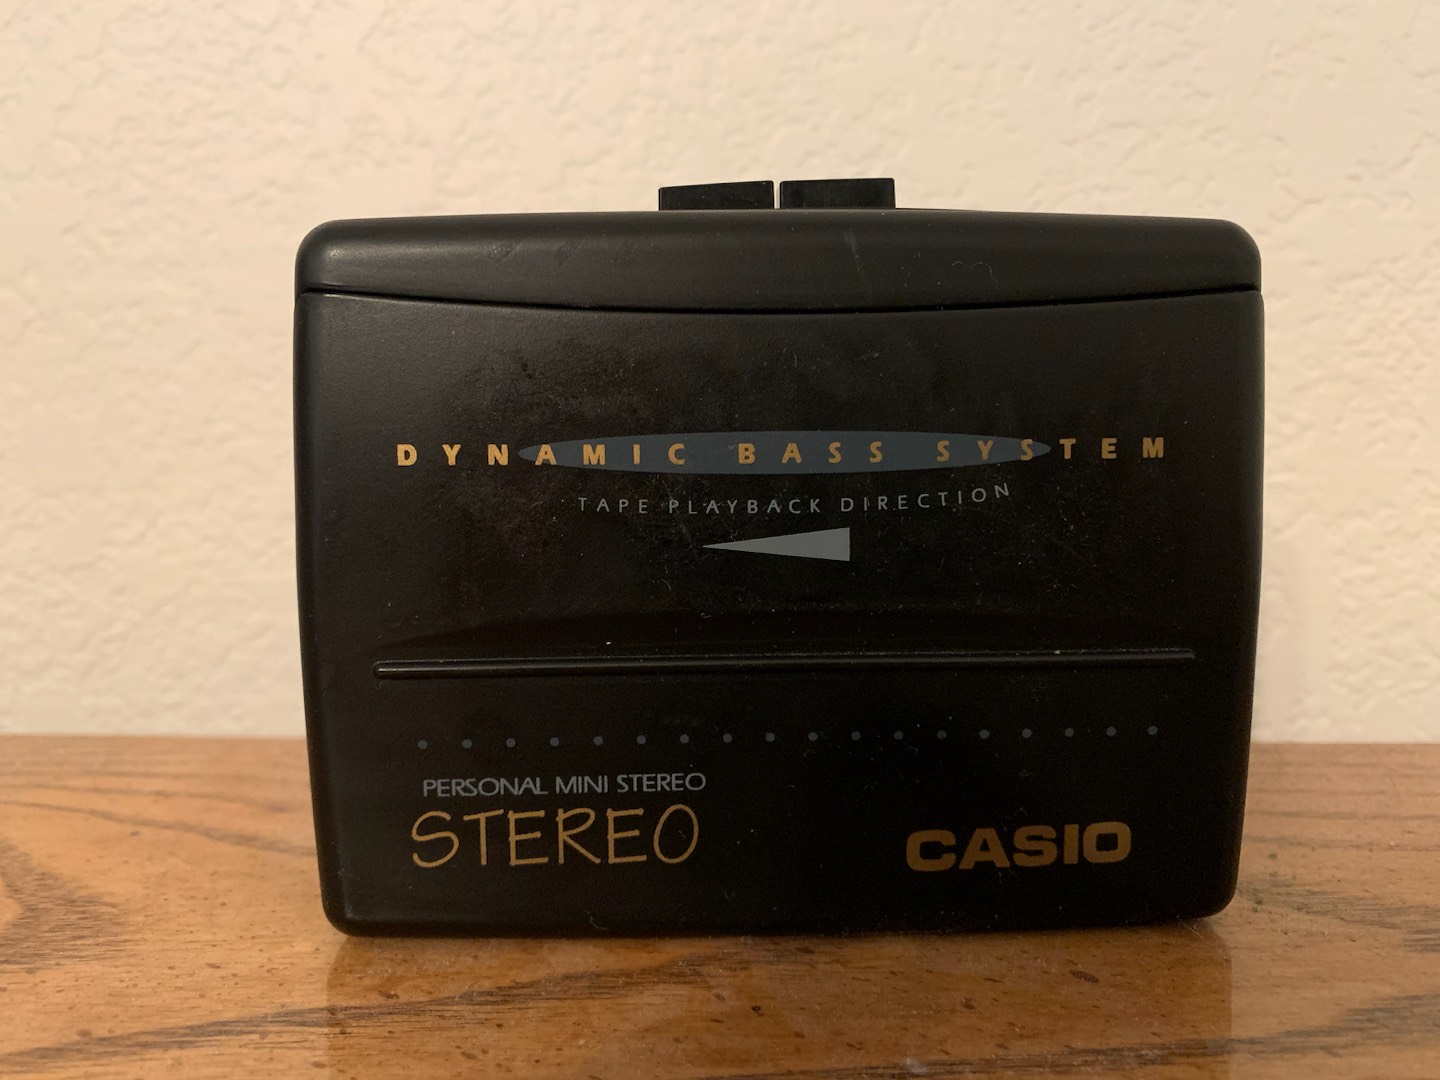 DYNAMIC BASS SYSTEM
TAPE PLAYBACK DIRECTION
PERSONAL MINI STEREO
STEREO
CASIO